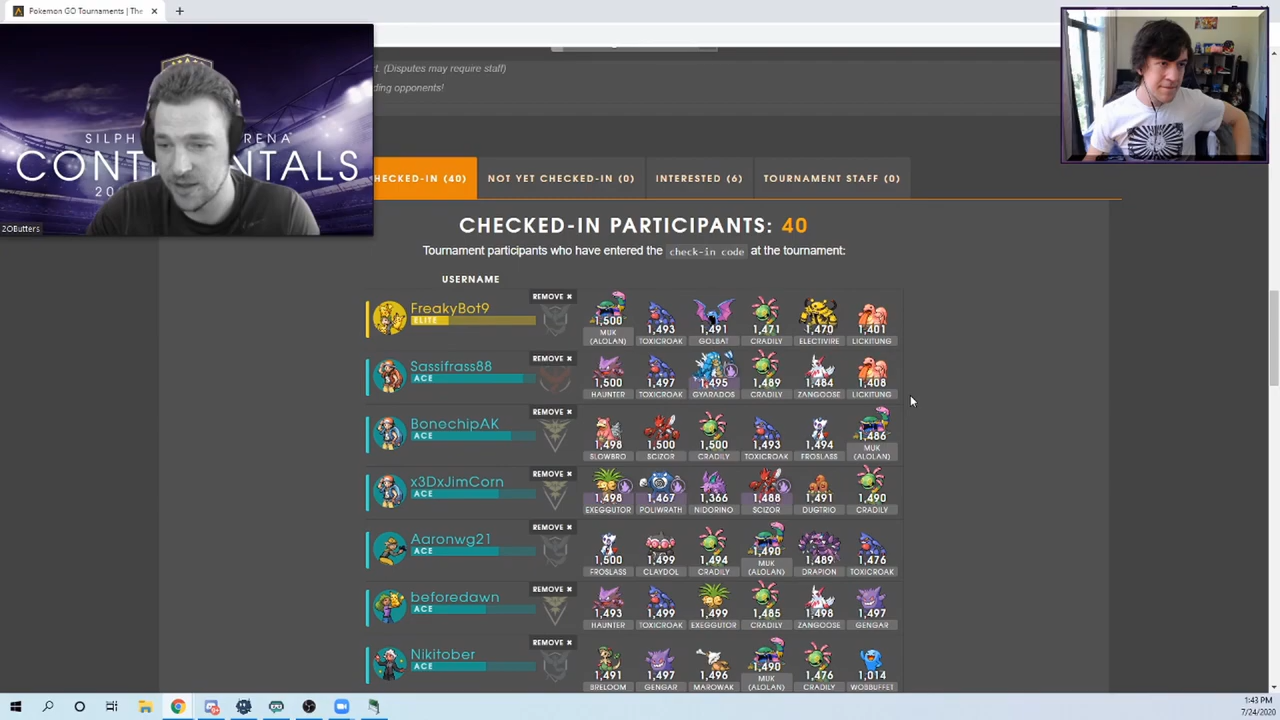 Pokemon GO Tournaments | The
t. (Disputes may require staff)
ding opponents!
SILPH ARENA
CONTINENTALS
20
2OButters
HECKED-IN (40)
NOT YET CHECKED-IN (0)
INTERESTED (6)
TOURNAMENT STAFF (0)
CHECKED-IN PARTICIPANTS: 40
Tournament participants who have entered the check-in code at the tournament:
USERNAME
FreakyBot9
ELITE
REMOVE ×
1,500 1,493 1,491 1,471 1,470 1,401
MUK (ALOLAN) TOXICROAK GOLBAT CRADILY ELECTIVIRE LICKITUNG
Sassifrass88
ACE
REMOVE ×
1,500 1,497 1,495 1,489 1,484 1,408
HAUNTER TOXICROAK GYARADOS CRADILY ZANGOOSE LICKITUNG
BonechipAK
ACE
REMOVE ×
1,498 1,500 1,500 1,493 1,494 1,486
SLOWBRO SCIZOR CRADILY TOXICROAK FROSLASS MUK (ALOLAN)
x3DxJimCorn
ACE
REMOVE ×
1,498 1,467 1,366 1,488 1,491 1,490
EXEGGUTOR POLIWRATH NIDORINO SCIZOR DUGTRIO CRADILY
Aaronwg21
ACE
REMOVE ×
1,500 1,499 1,494 1,490 1,489 1,476
FROSLASS CLAYDOL CRADILY MUK (ALOLAN) DRAPION TOXICROAK
beforedawn
ACE
REMOVE ×
1,493 1,499 1,499 1,485 1,498 1,497
HAUNTER TOXICROAK EXEGGUTOR CRADILY ZANGOOSE GENGAR
Nikitober
ACE
REMOVE ×
1,491 1,497 1,496 1,490 1,476 1,014
BRELOOM GENGAR MAROWAK MUK (ALOLAN) CRADILY WOBBUFFET
1:43 PM
7/24/2020